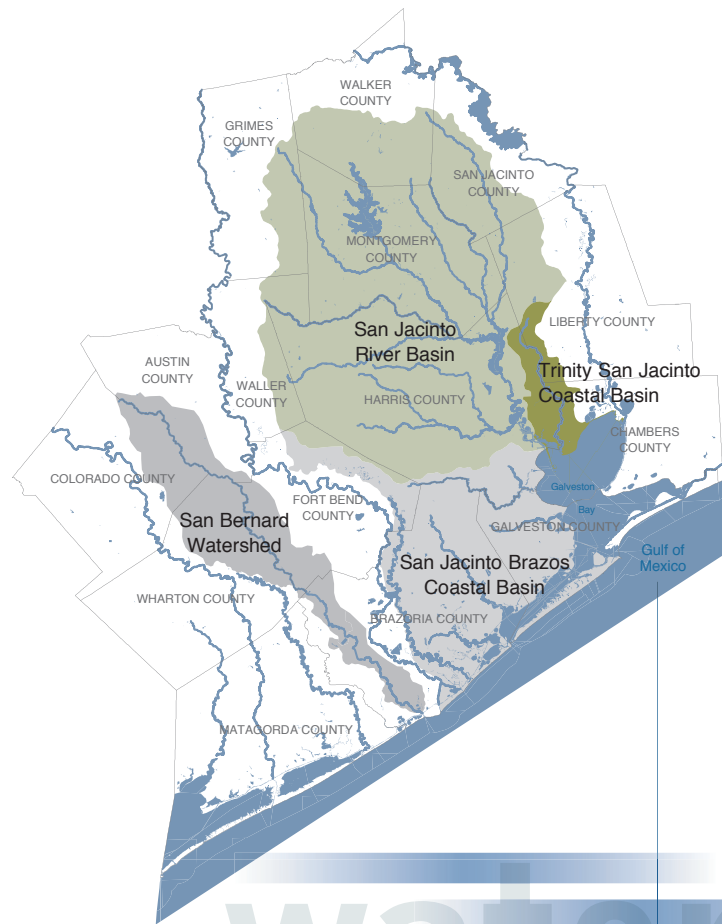 WALKER
COUNTY
GRIMES
COUNTY
SAN JACINTO
COUNTY
MONTGOMERY
COUNTY
San Jacinto
River Basin
LIBERTY COUNTY
AUSTIN
COUNTY
Trinity San Jacinto
Coastal Basin
WALLER
COUNTY
HARRIS COUNTY
CHAMBERS
COUNTY
COLORADO COUNTY
FORT BEND
COUNTY
Galveston
Bay
San Bernard
Watershed
GALVESTON COUNTY
Gulf of
Mexico
San Jacinto Brazos
Coastal Basin
WHARTON COUNTY
BRAZORIA COUNTY
MATAGORDA COUNTY
water